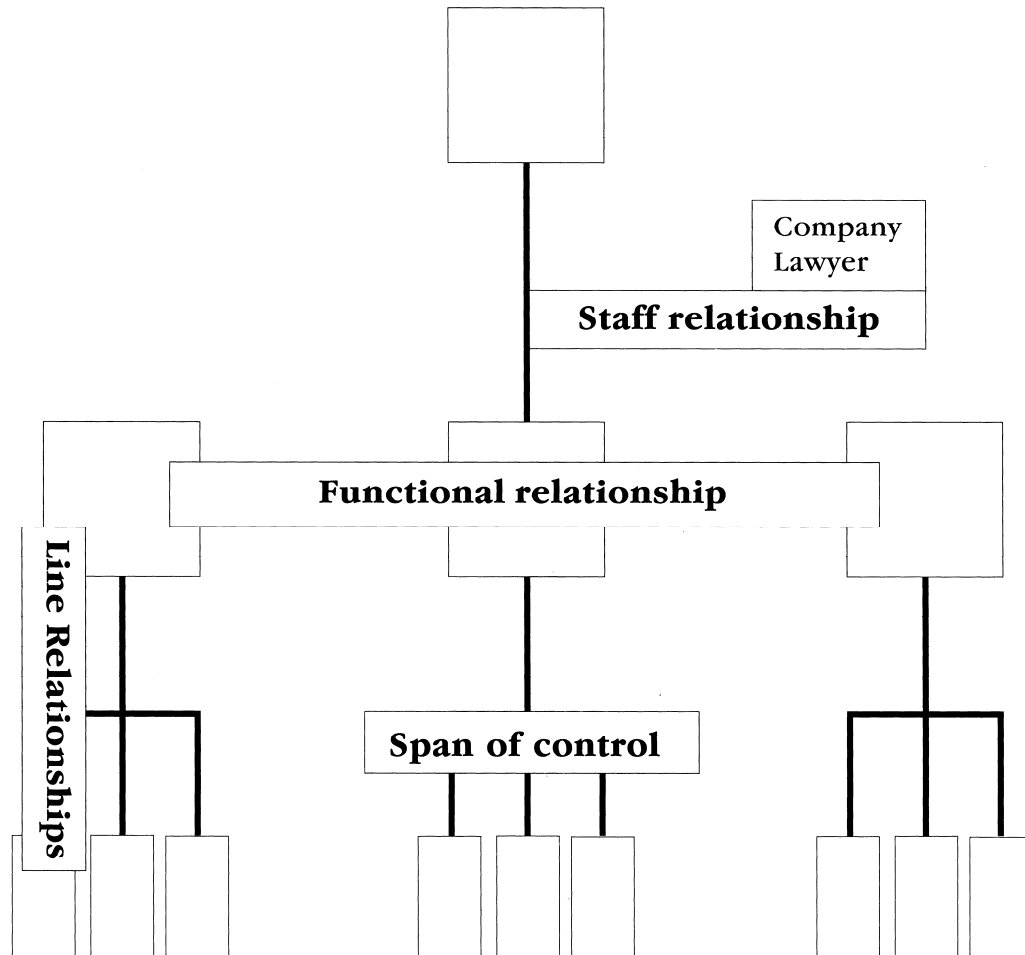 Company
Lawyer
Staff relationship
Functional relationship
Line Relationships
Span of control